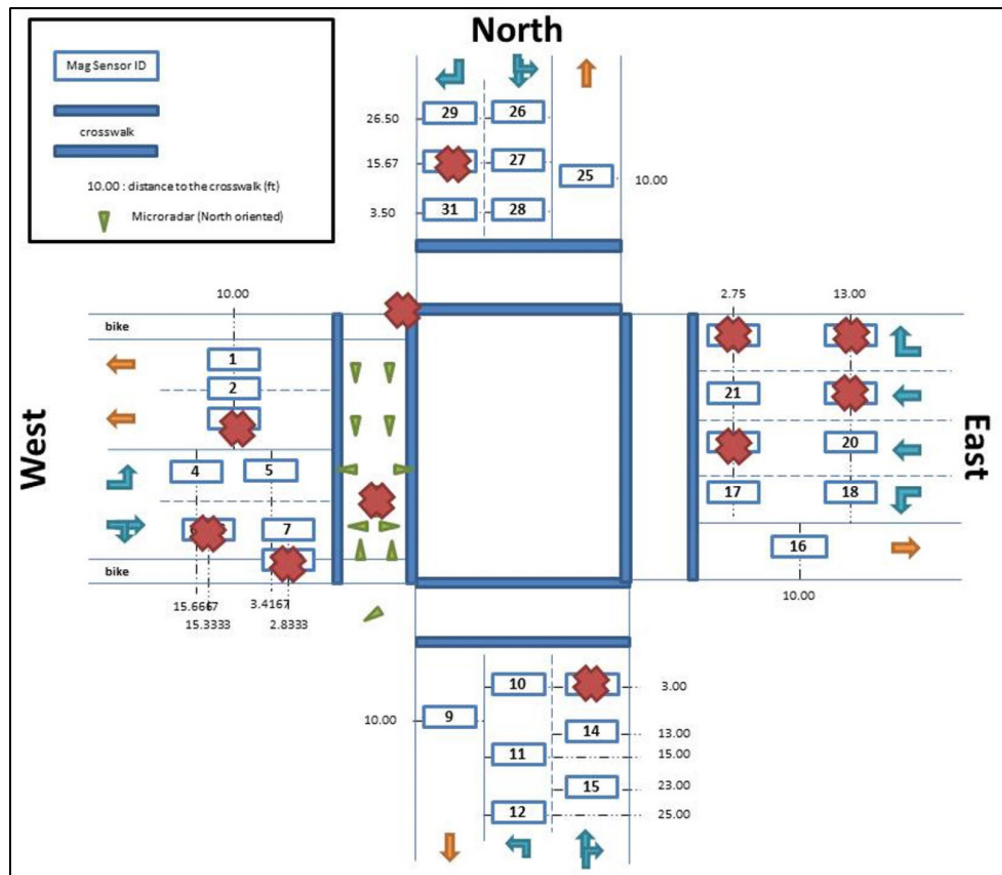 North
Mag Sensor ID
crosswalk
10.00 : distance to the crosswalk (ft)
Microradar (North oriented)
29 26
26.50
15.67 27
25 10.00
3.50 31 28
10.00
2.75 13.00
bike
1
2
21
West
East
4 5
20
17 18
7
16
bike
10.00
15.6667 3.4167
15.3333 2.8333
10 3.00
10.00 9
14 13.00
11 15.00
15 23.00
12 25.00